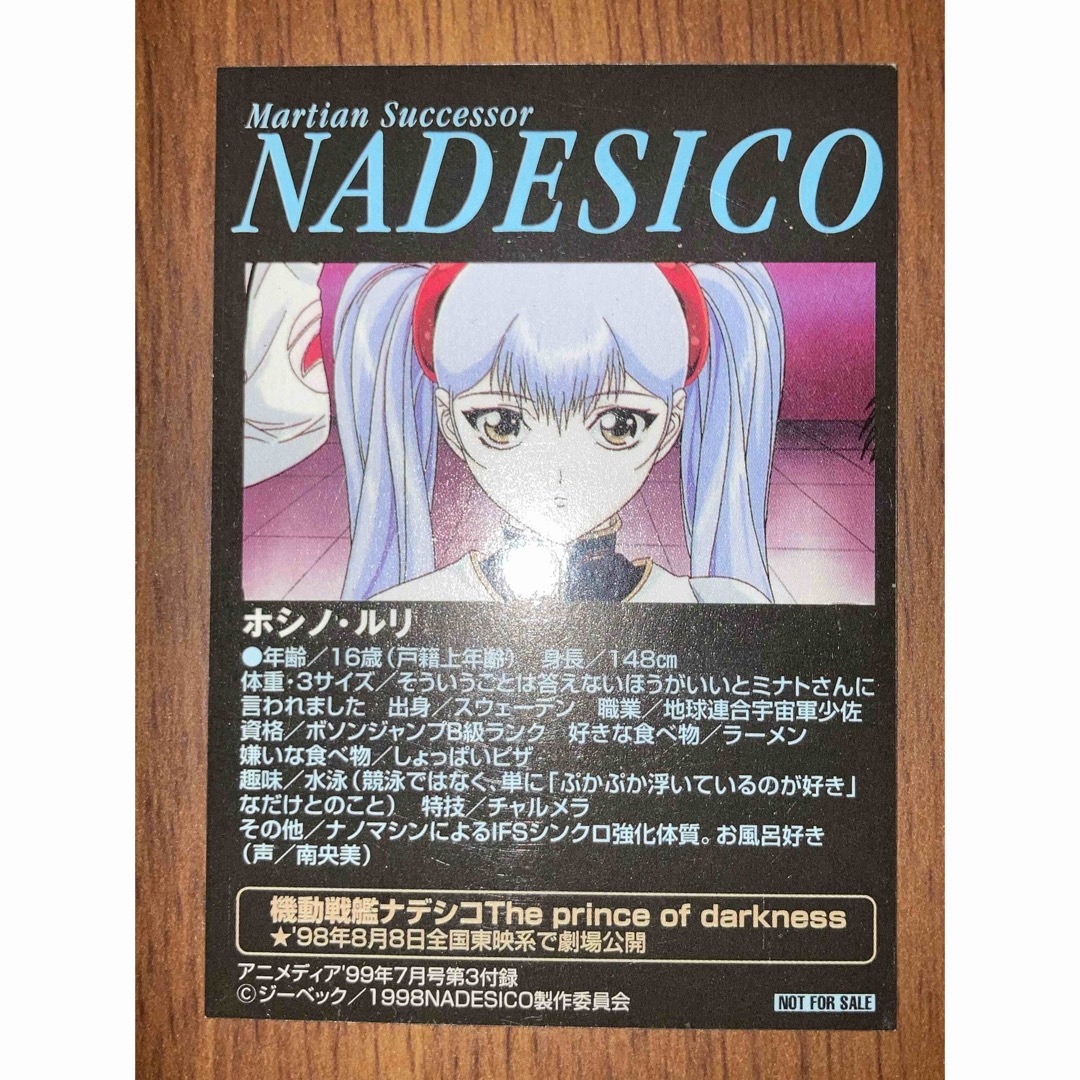 Martian Successor
NADESICO
ホシノ・ルリ
●年齢／16歳(戸籍上年齢)　身長／148㎝
体重・3サイズ／そういうことは答えないほうがいいとミナトさんに
言われました　出身／スウェーデン　職業／地球連合宇宙軍少佐
資格／ボソンジャンプB級ランク　好きな食べ物／ラーメン
嫌いな食べ物／しょっぱいピザ
趣味／水泳(競泳ではなく、単に「ぷかぷか浮いているのが好き」
なだけとのこと)　特技／チャルメラ
その他／ナノマシンによるIFSシンクロ強化体質。お風呂好き
(声／南央美)
機動戦艦ナデシコThe prince of darkness
★'98年8月8日全国東映系で劇場公開
アニメディア'99年7月号第3付録
©ジーベック／1998NADESICO製作委員会
NOT FOR SALE